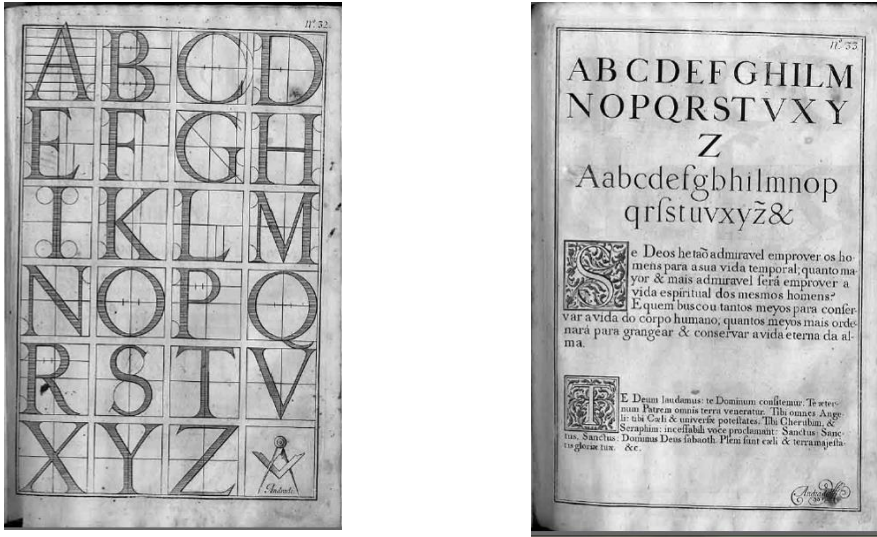 Nº. 32.
A B C D
E F G H
I K L M
N O P Q
R S T V
X Y Z
Andrade
Nº. 33.
A B C D E F G H I L M
N O P Q R S T V X Y
Z
Aabcdefghilmnop
qrſstuvxyz̃&
Se Deos he taõ admiravel em prover os ho
mens para a sua vida temporal; quanto ma-
yor & mais admiravel ſerá em prover a
vida espiritual dos mesmos homens?
E quem buscou tantos meyos para conſer-
var a vida do corpo humano, quantos meyos mais orde-
nará para grangear & conservar a vida eterna da al-
ma.
TE Deum laudamus: te Dominum confitemur. Te æter-
num Patrem omnis terra veneratur. Tibi omnes Ange-
li: tibi Cæli & univerſæ poteſtates. Tibi Cherubim, &
Seraphim: inceſſabili voce proclamant: Sanctus, Sanc-
tus, Sanctus: Dominus Deus ſabaoth. Pleni ſunt cæli & terra majeſta-
tis gloriæ tuæ. &c.